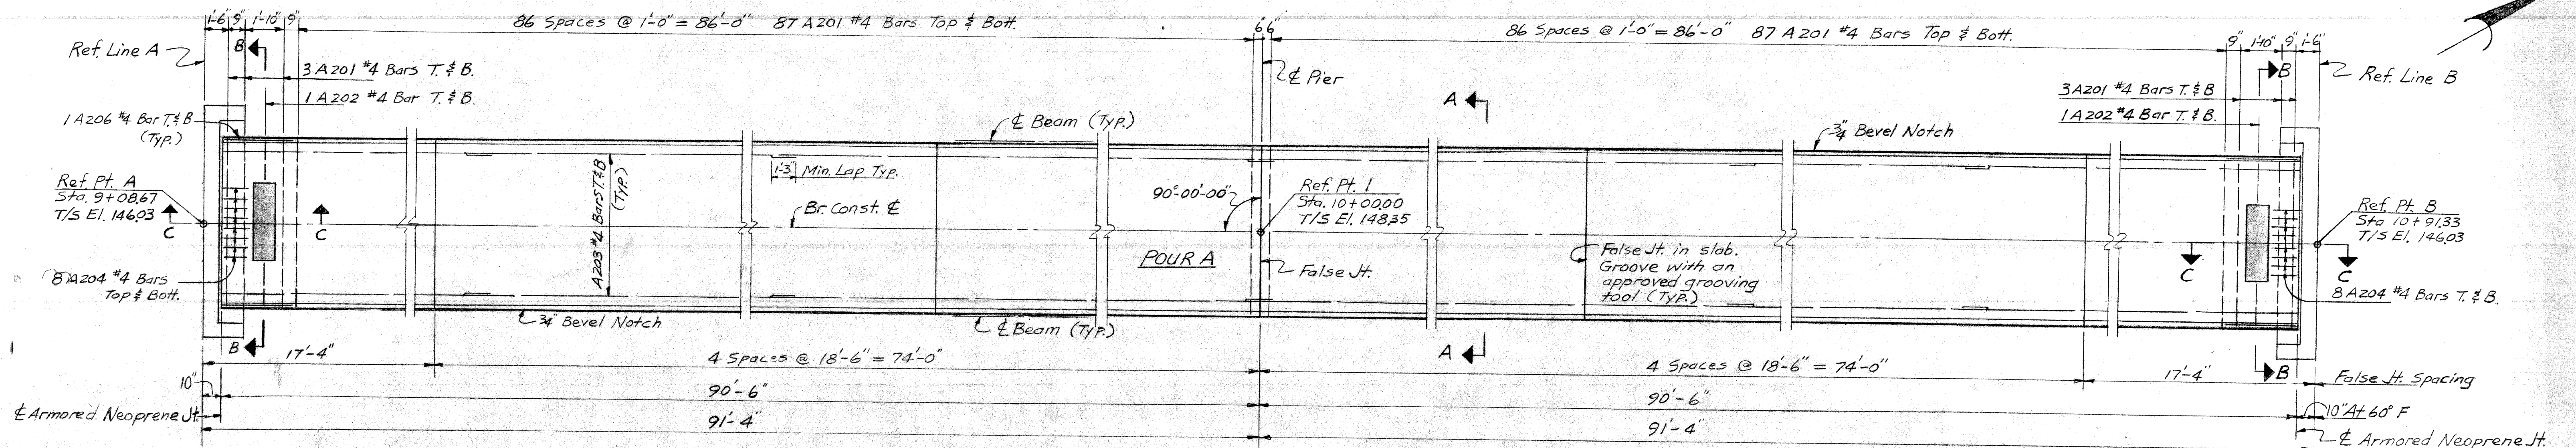 1'-6" 9" 1'-10" 9"
86 Spaces @ 1'-0" = 86'-0" 87 A201 #4 Bars Top & Bott.
6" 6"
86 Spaces @ 1'-0" = 86'-0" 87 A201 #4 Bars Top & Bott.
9" 1'-10" 9" 1'-6"
Ref. Line A
B
3 A201 #4 Bars T. & B.
1 A202 #4 Bar T. & B.
1 A206 #4 Bar T. & B
(Typ.)
℄ Pier
A
℄ Beam (Typ.)
3/4" Bevel Notch
B
Ref. Line B
3 A201 #4 Bars T. & B
1 A202 #4 Bar T. & B.
Ref. Pt. A
Sta. 9+08.67
T/S El. 146.03
C
C
8 A204 #4 Bars
Top & Bott.
A203 #4 Bars T. & B
(Typ.)
1'-3" Min. Lap Typ.
Br. Const. ℄
90°-00'-00"
Ref. Pt. 1
Sta. 10+00.00
T/S El. 148.35
POUR A
False Jt.
False Jt. in slab.
Groove with an
approved grooving
tool (Typ.)
C
C
Ref. Pt. B
Sta. 10+91.33
T/S El. 146.03
8 A204 #4 Bars T. & B.
3/4" Bevel Notch
℄ Beam (Typ.)
B
A
B
17'-4"
4 Spaces @ 18'-6" = 74'-0"
4 Spaces @ 18'-6" = 74'-0"
17'-4"
False Jt. Spacing
10"
90'-6"
90'-6"
10" At 60° F
℄ Armored Neoprene Jt.
91'-4"
91'-4"
℄ Armored Neoprene Jt.